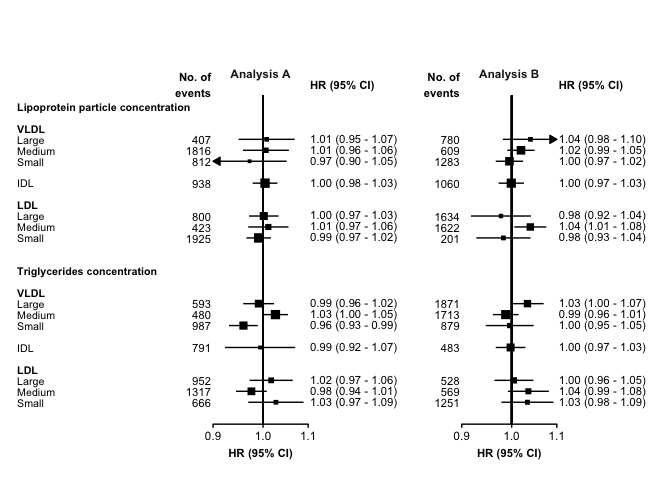 No. of events Analysis A HR (95% CI) No. of events Analysis B HR (95% CI)
Lipoprotein particle concentration
VLDL
Large 407 1.01 (0.95 - 1.07) 780 1.04 (0.98 - 1.10)
Medium 1816 1.01 (0.96 - 1.06) 609 1.02 (0.99 - 1.05)
Small 812 0.97 (0.90 - 1.05) 1283 1.00 (0.97 - 1.02)
IDL 938 1.00 (0.98 - 1.03) 1060 1.00 (0.97 - 1.03)
LDL
Large 800 1.00 (0.97 - 1.03) 1634 0.98 (0.92 - 1.04)
Medium 423 1.01 (0.97 - 1.06) 1622 1.04 (1.01 - 1.08)
Small 1925 0.99 (0.97 - 1.02) 201 0.98 (0.93 - 1.04)
Triglycerides concentration
VLDL
Large 593 0.99 (0.96 - 1.02) 1871 1.03 (1.00 - 1.07)
Medium 480 1.03 (1.00 - 1.05) 1713 0.99 (0.96 - 1.01)
Small 987 0.96 (0.93 - 0.99) 879 1.00 (0.95 - 1.05)
IDL 791 0.99 (0.92 - 1.07) 483 1.00 (0.97 - 1.03)
LDL
Large 952 1.02 (0.97 - 1.06) 528 1.00 (0.96 - 1.05)
Medium 1317 0.98 (0.94 - 1.01) 569 1.04 (0.99 - 1.08)
Small 666 1.03 (0.97 - 1.09) 1251 1.03 (0.98 - 1.09)
0.9 1.0 1.1 0.9 1.0 1.1
HR (95% CI) HR (95% CI)